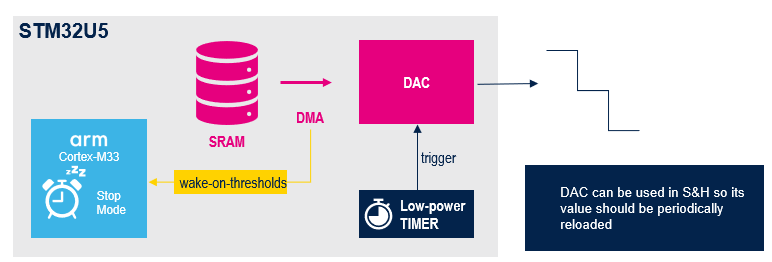 STM32U5
SRAM
DMA
DAC
arm
Cortex-M33
zzz
Stop
Mode
wake-on-thresholds
trigger
Low-power
TIMER
DAC can be used in S&H so its
value should be periodically
reloaded